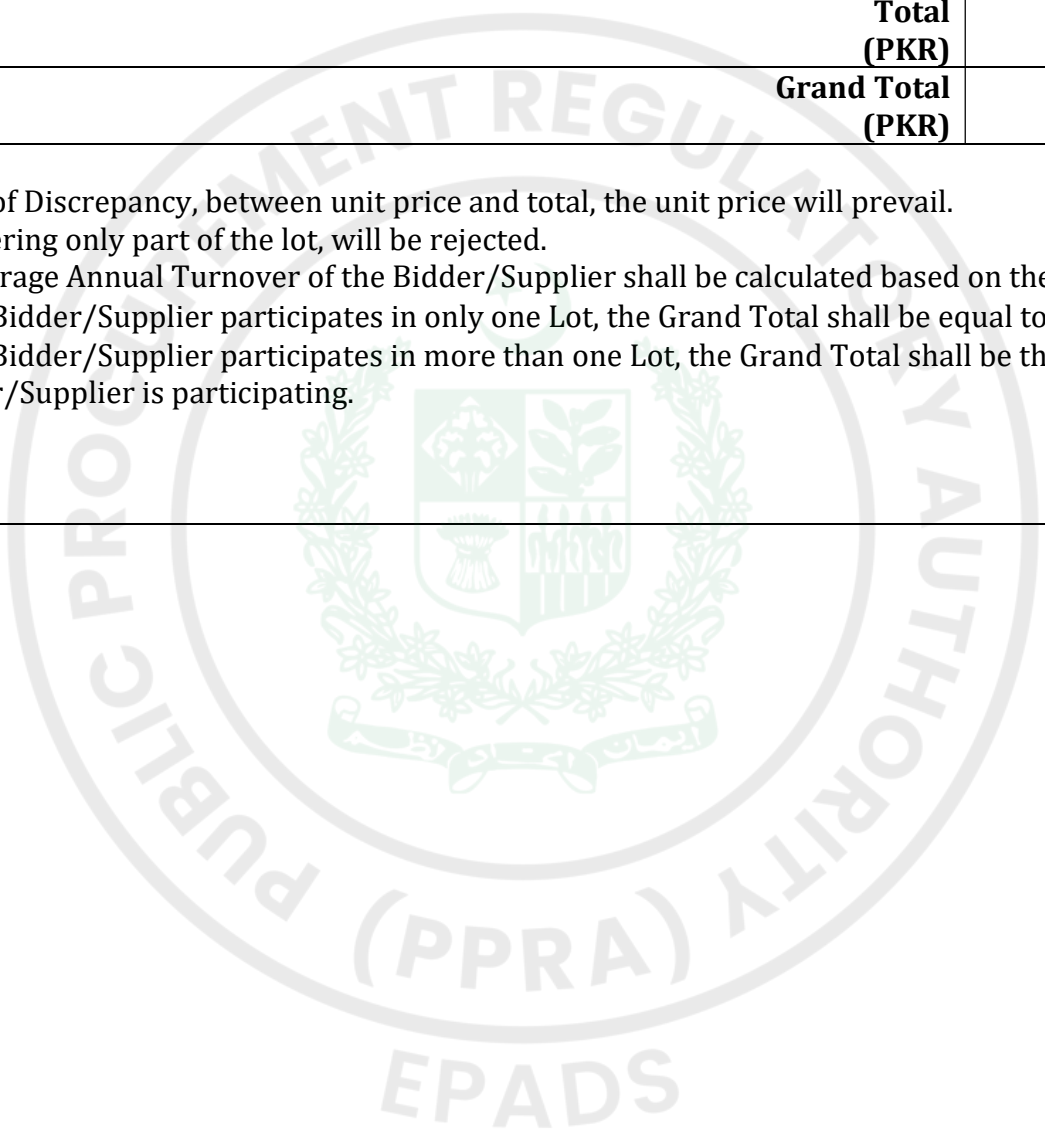 Total
(PKR)
Grand Total
(PKR)
of Discrepancy, between unit price and total, the unit price will prevail.
ering only part of the lot, will be rejected.
rage Annual Turnover of the Bidder/Supplier shall be calculated based on the
Bidder/Supplier participates in only one Lot, the Grand Total shall be equal to
Bidder/Supplier participates in more than one Lot, the Grand Total shall be th
r/Supplier is participating.
PUBLIC PROCUREMENT REGULATORY AUTHORITY
(PPRA)
EPADS